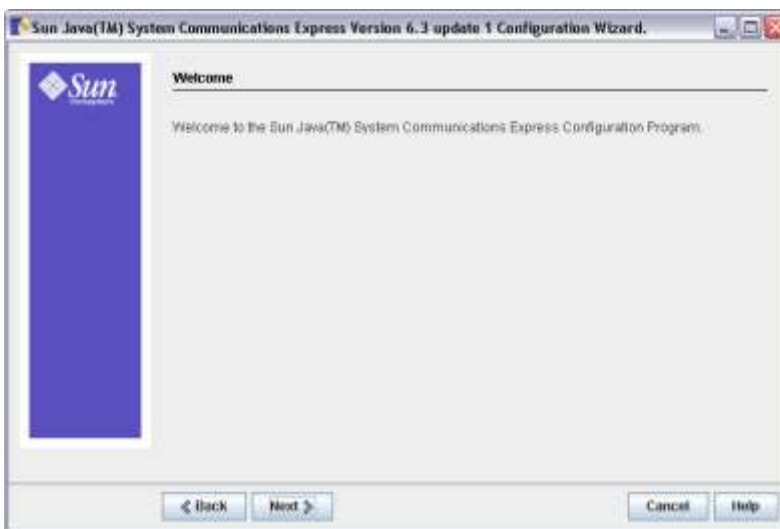 Sun Java(TM) System Communications Express Version 6.3 update 1 Configuration Wizard.
Sun
Welcome
Welcome to the Sun Java(TM) System Communications Express Configuration Program.
Back Next Cancel Help